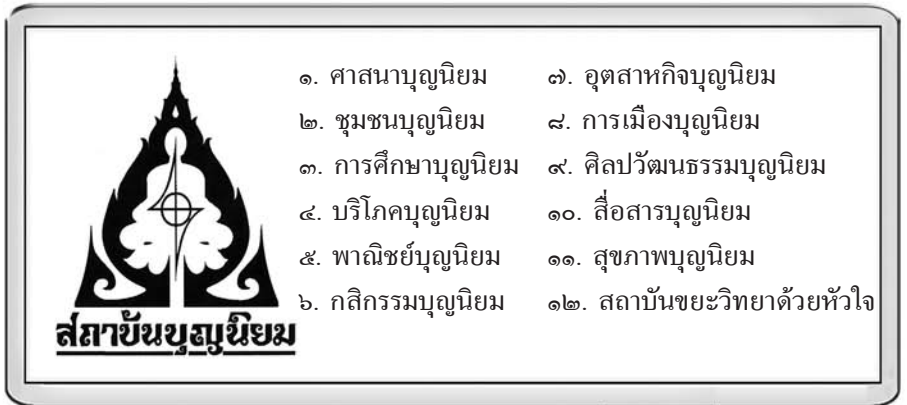 ๑. ศาสนาบุญนิยม
๒. ชุมชนบุญนิยม
๓. การศึกษาบุญนิยม
๔. บริโภคบุญนิยม
๕. พาณิชย์บุญนิยม
๖. กสิกรรมบุญนิยม
๗. อุตสาหกิจบุญนิยม
๘. การเมืองบุญนิยม
๙. ศิลปวัฒนธรรมบุญนิยม
๑๐. สื่อสารบุญนิยม
๑๑. สุขภาพบุญนิยม
๑๒. สถาบันขยะวิทยาด้วยหัวใจ
สถาบันบุญนิยม